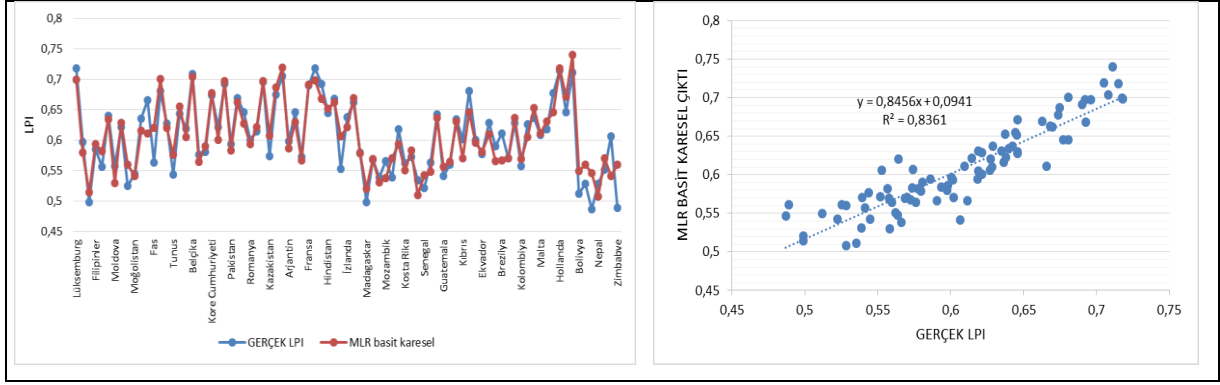 0,8
0,75
0,7
0,65
0,6
0,55
0,5
0,45
LPI
Lüksemburg
Filipinler
Moldova
Moğolistan
Fas
Tunus
Belçika
Kore Cumhuriyeti
Pakistan
Romanya
Kazakistan
Arjantin
Fransa
Hindistan
İzlanda
Madagaskar
Mozambik
Kosta Rika
Senegal
Guatemala
Kıbrıs
Ekvador
Brezilya
Kolombiya
Malta
Hollanda
Bolivya
Nepal
Zimbabve
GERÇEK LPI
MLR basit karesel
0,8
0,75
0,7
0,65
0,6
0,55
0,5
0,45
MLR BASİT KARESEL ÇIKTI
y = 0,8456x + 0,0941
R² = 0,8361
0,45
0,5
0,55
0,6
0,65
0,7
0,75
GERÇEK LPI